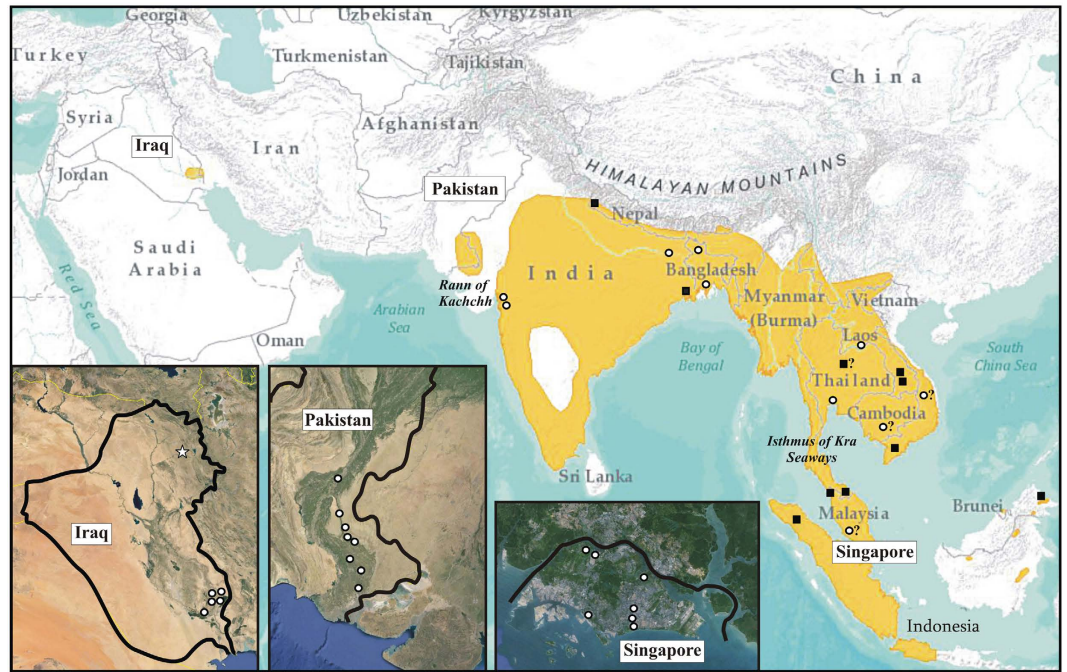 Georgia
Uzbekistan
Kyrgyzstan
Turkey
Turkmenistan
Tajikistan
China
Syria
Afghanistan
Iraq
Iran
Jordan
HIMALAYAN MOUNTAINS
Pakistan
Nepal
Saudi
Arabia
India
Bangladesh
Rann of
Kachchh
Myanmar
(Burma)
Vietnam
Red Sea
Arabian
Sea
Oman
Laos
Bay of
Bengal
South
China Sea
?
Thailand
?
Cambodia
?
Isthmus of Kra
Seaways
Sri Lanka
Malaysia
?
Brunei
Singapore
Indonesia
Iraq
Pakistan
Singapore